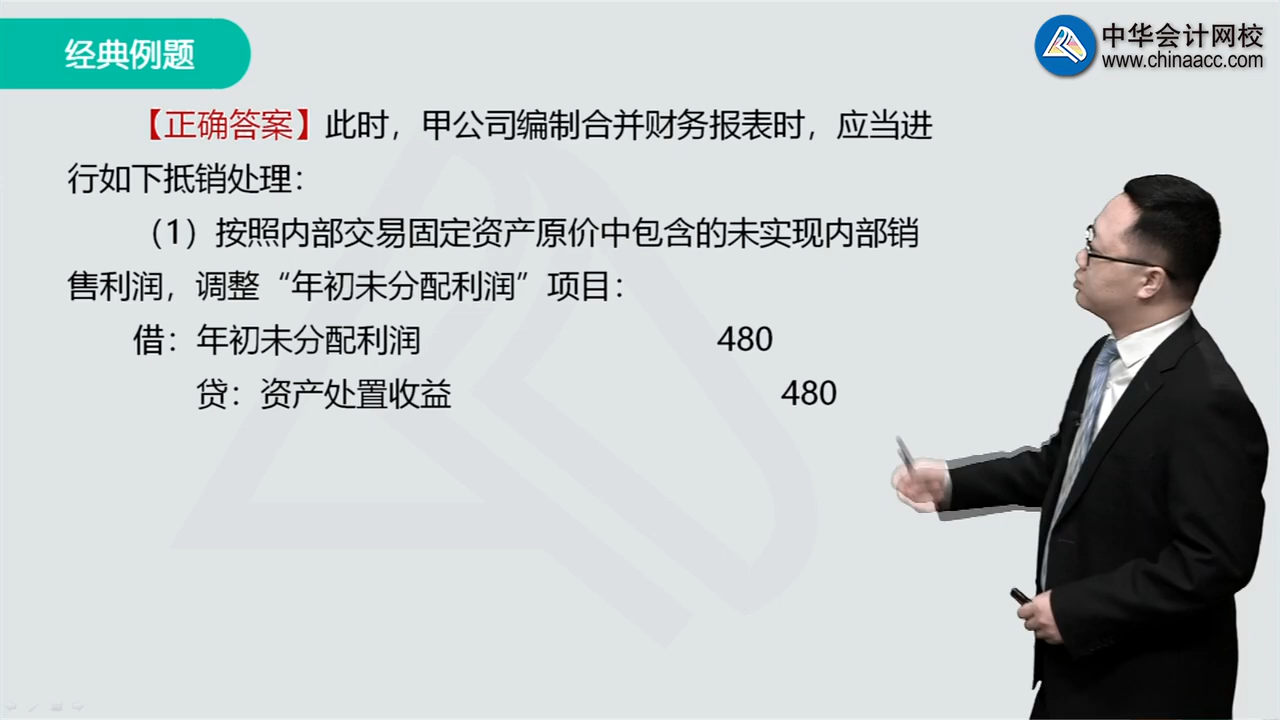 经典例题
中华会计网校
www.chinaacc.com
【正确答案】此时，甲公司编制合并财务报表时，应当进
行如下抵销处理：
（1）按照内部交易固定资产原价中包含的未实现内部销
售利润，调整“年初未分配利润”项目：
借：年初未分配利润 480
贷：资产处置收益 480